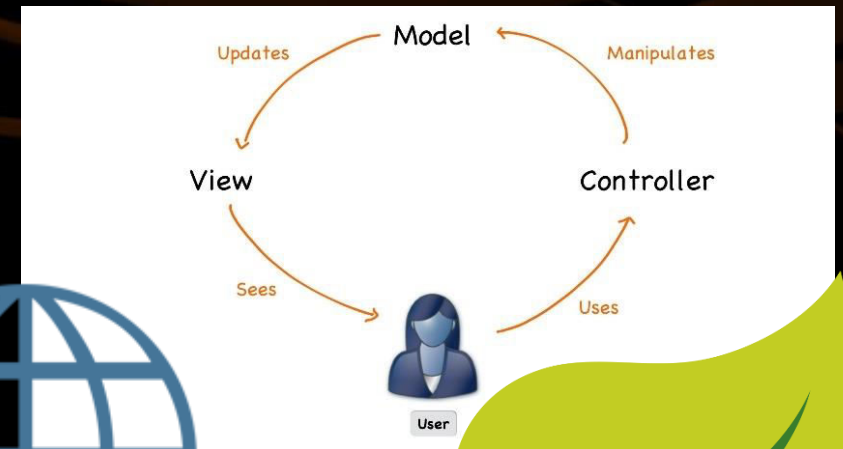 Model
Updates
Manipulates
View
Controller
Sees
Uses
User